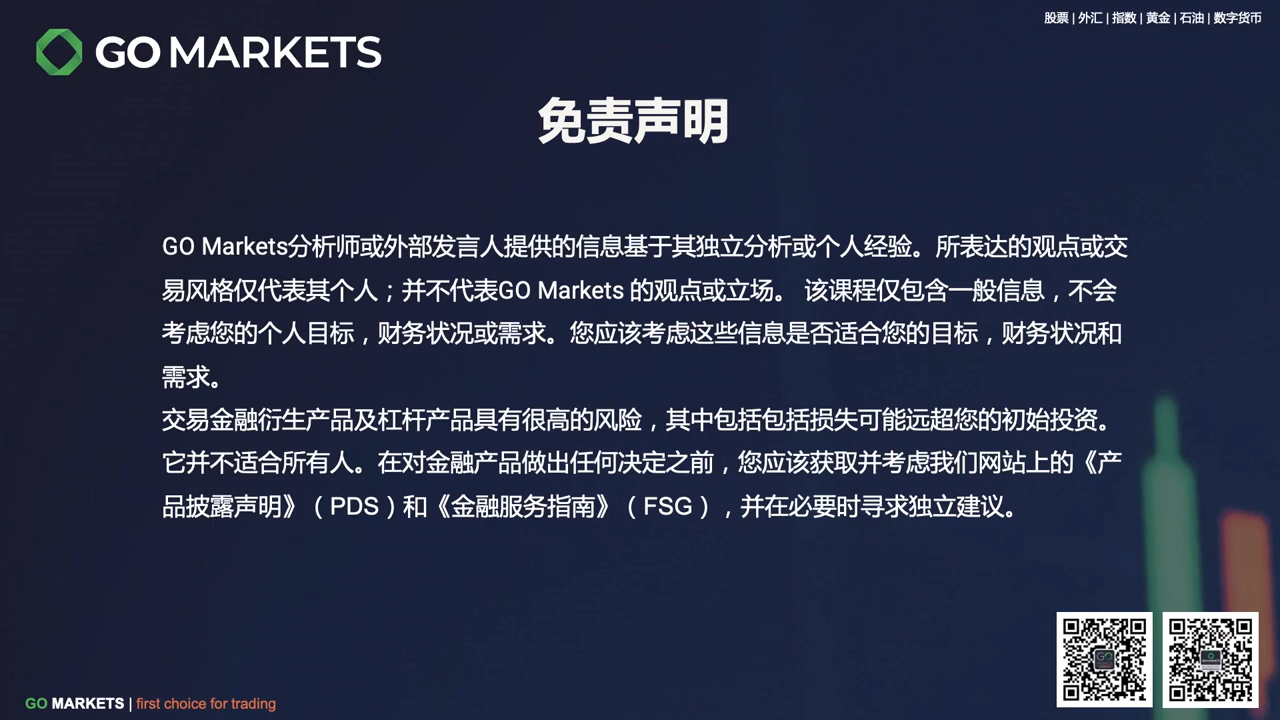 股票 | 外汇 | 指数 | 黄金 | 石油 | 数字货币
GO MARKETS
免责声明
GO Markets分析师或外部发言人提供的信息基于其独立分析或个人经验。所表达的观点或交
易风格仅代表其个人；并不代表GO Markets 的观点或立场。 该课程仅包含一般信息，不会
考虑您的个人目标，财务状况或需求。您应该考虑这些信息是否适合您的目标，财务状况和
需求。
交易金融衍生产品及杠杆产品具有很高的风险，其中包括包括损失可能远超您的初始投资。
它并不适合所有人。在对金融产品做出任何决定之前，您应该获取并考虑我们网站上的《产
品披露声明》（PDS）和《金融服务指南》（FSG），并在必要时寻求独立建议。
GO MARKETS | first choice for trading